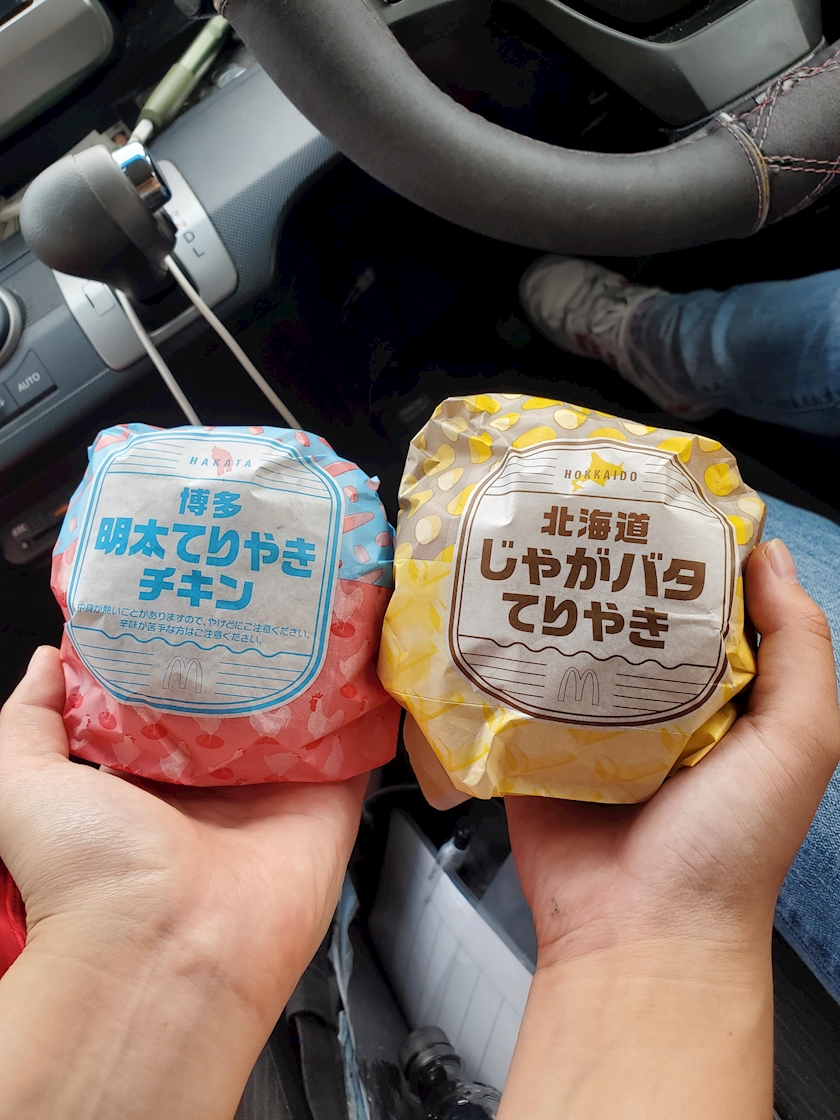 HAKATA
博多
明太てりやき
チキン
中身が熱いことがありますので、やけどにご注意ください。
辛味が苦手な方はご注意ください。
HOKKAIDO
北海道
じゃがバタ
てりやき
D
L
AUTO